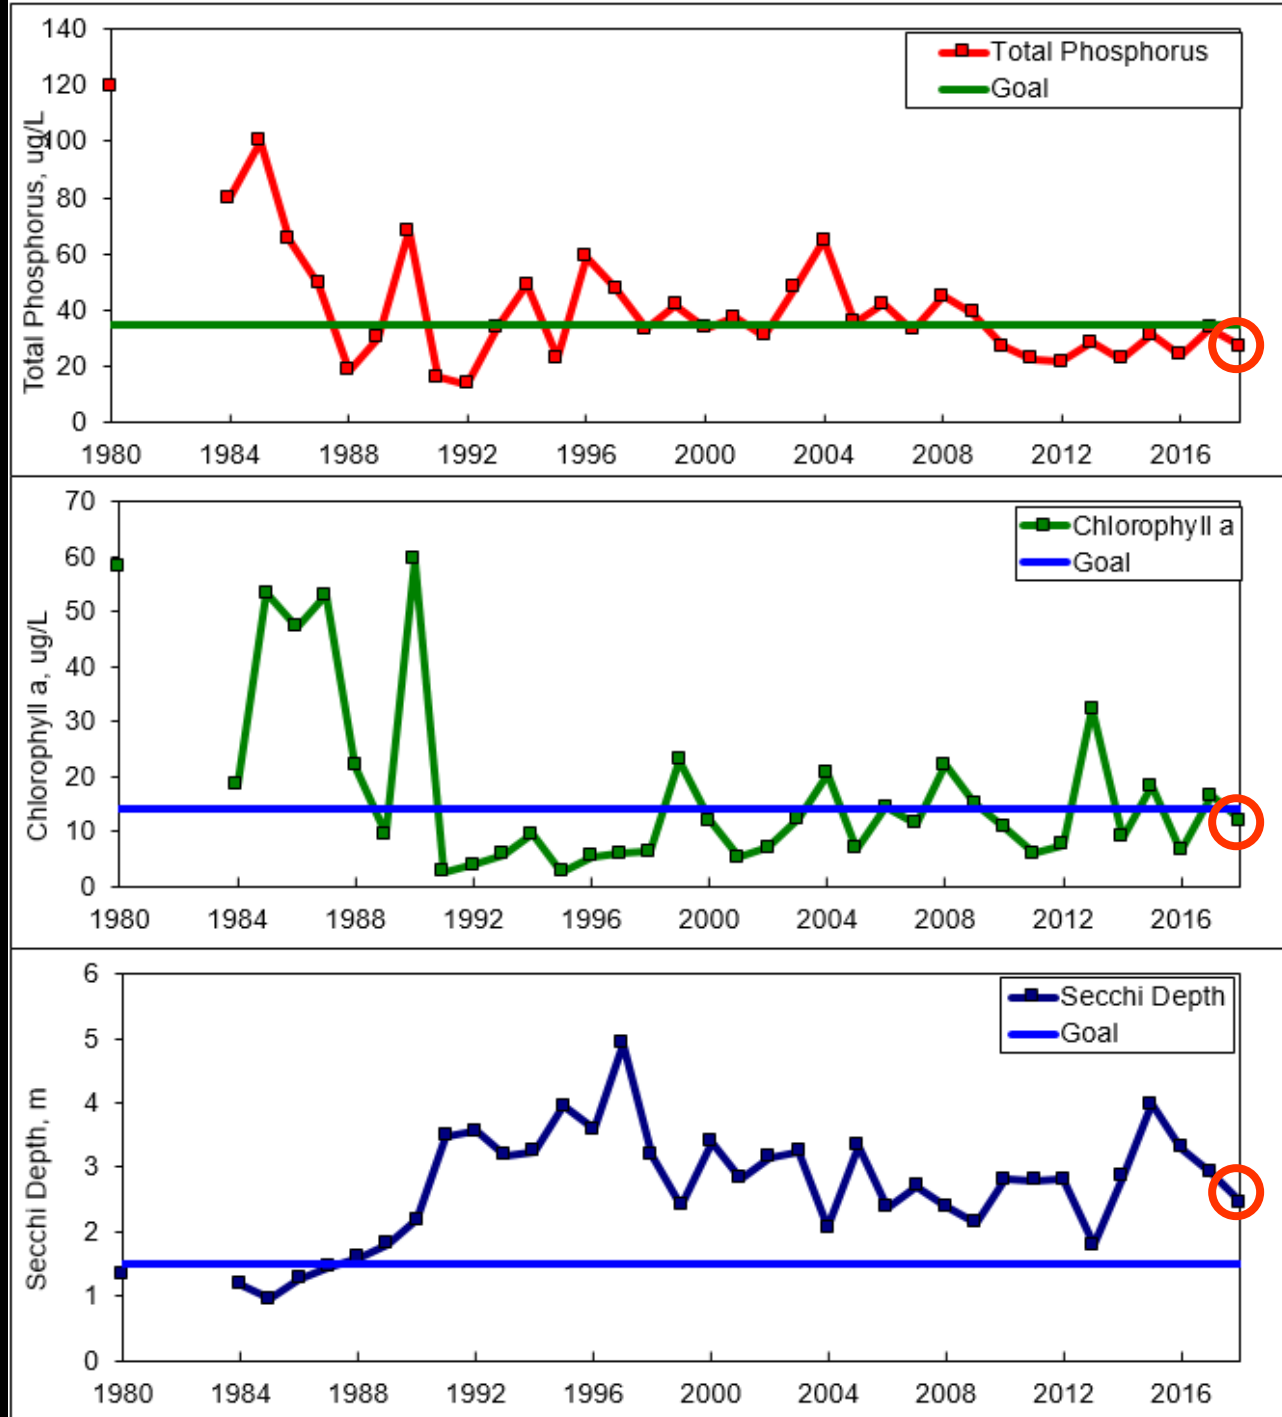 140
120
100
80
60
40
20
0
Total Phosphorus, ug/L
Total Phosphorus
Goal
1980 1984 1988 1992 1996 2000 2004 2008 2012 2016
70
60
50
40
30
20
10
0
Chlorophyll a, ug/L
Chlorophyll a
Goal
1980 1984 1988 1992 1996 2000 2004 2008 2012 2016
6
5
4
3
2
1
0
Secchi Depth, m
Secchi Depth
Goal
1980 1984 1988 1992 1996 2000 2004 2008 2012 2016